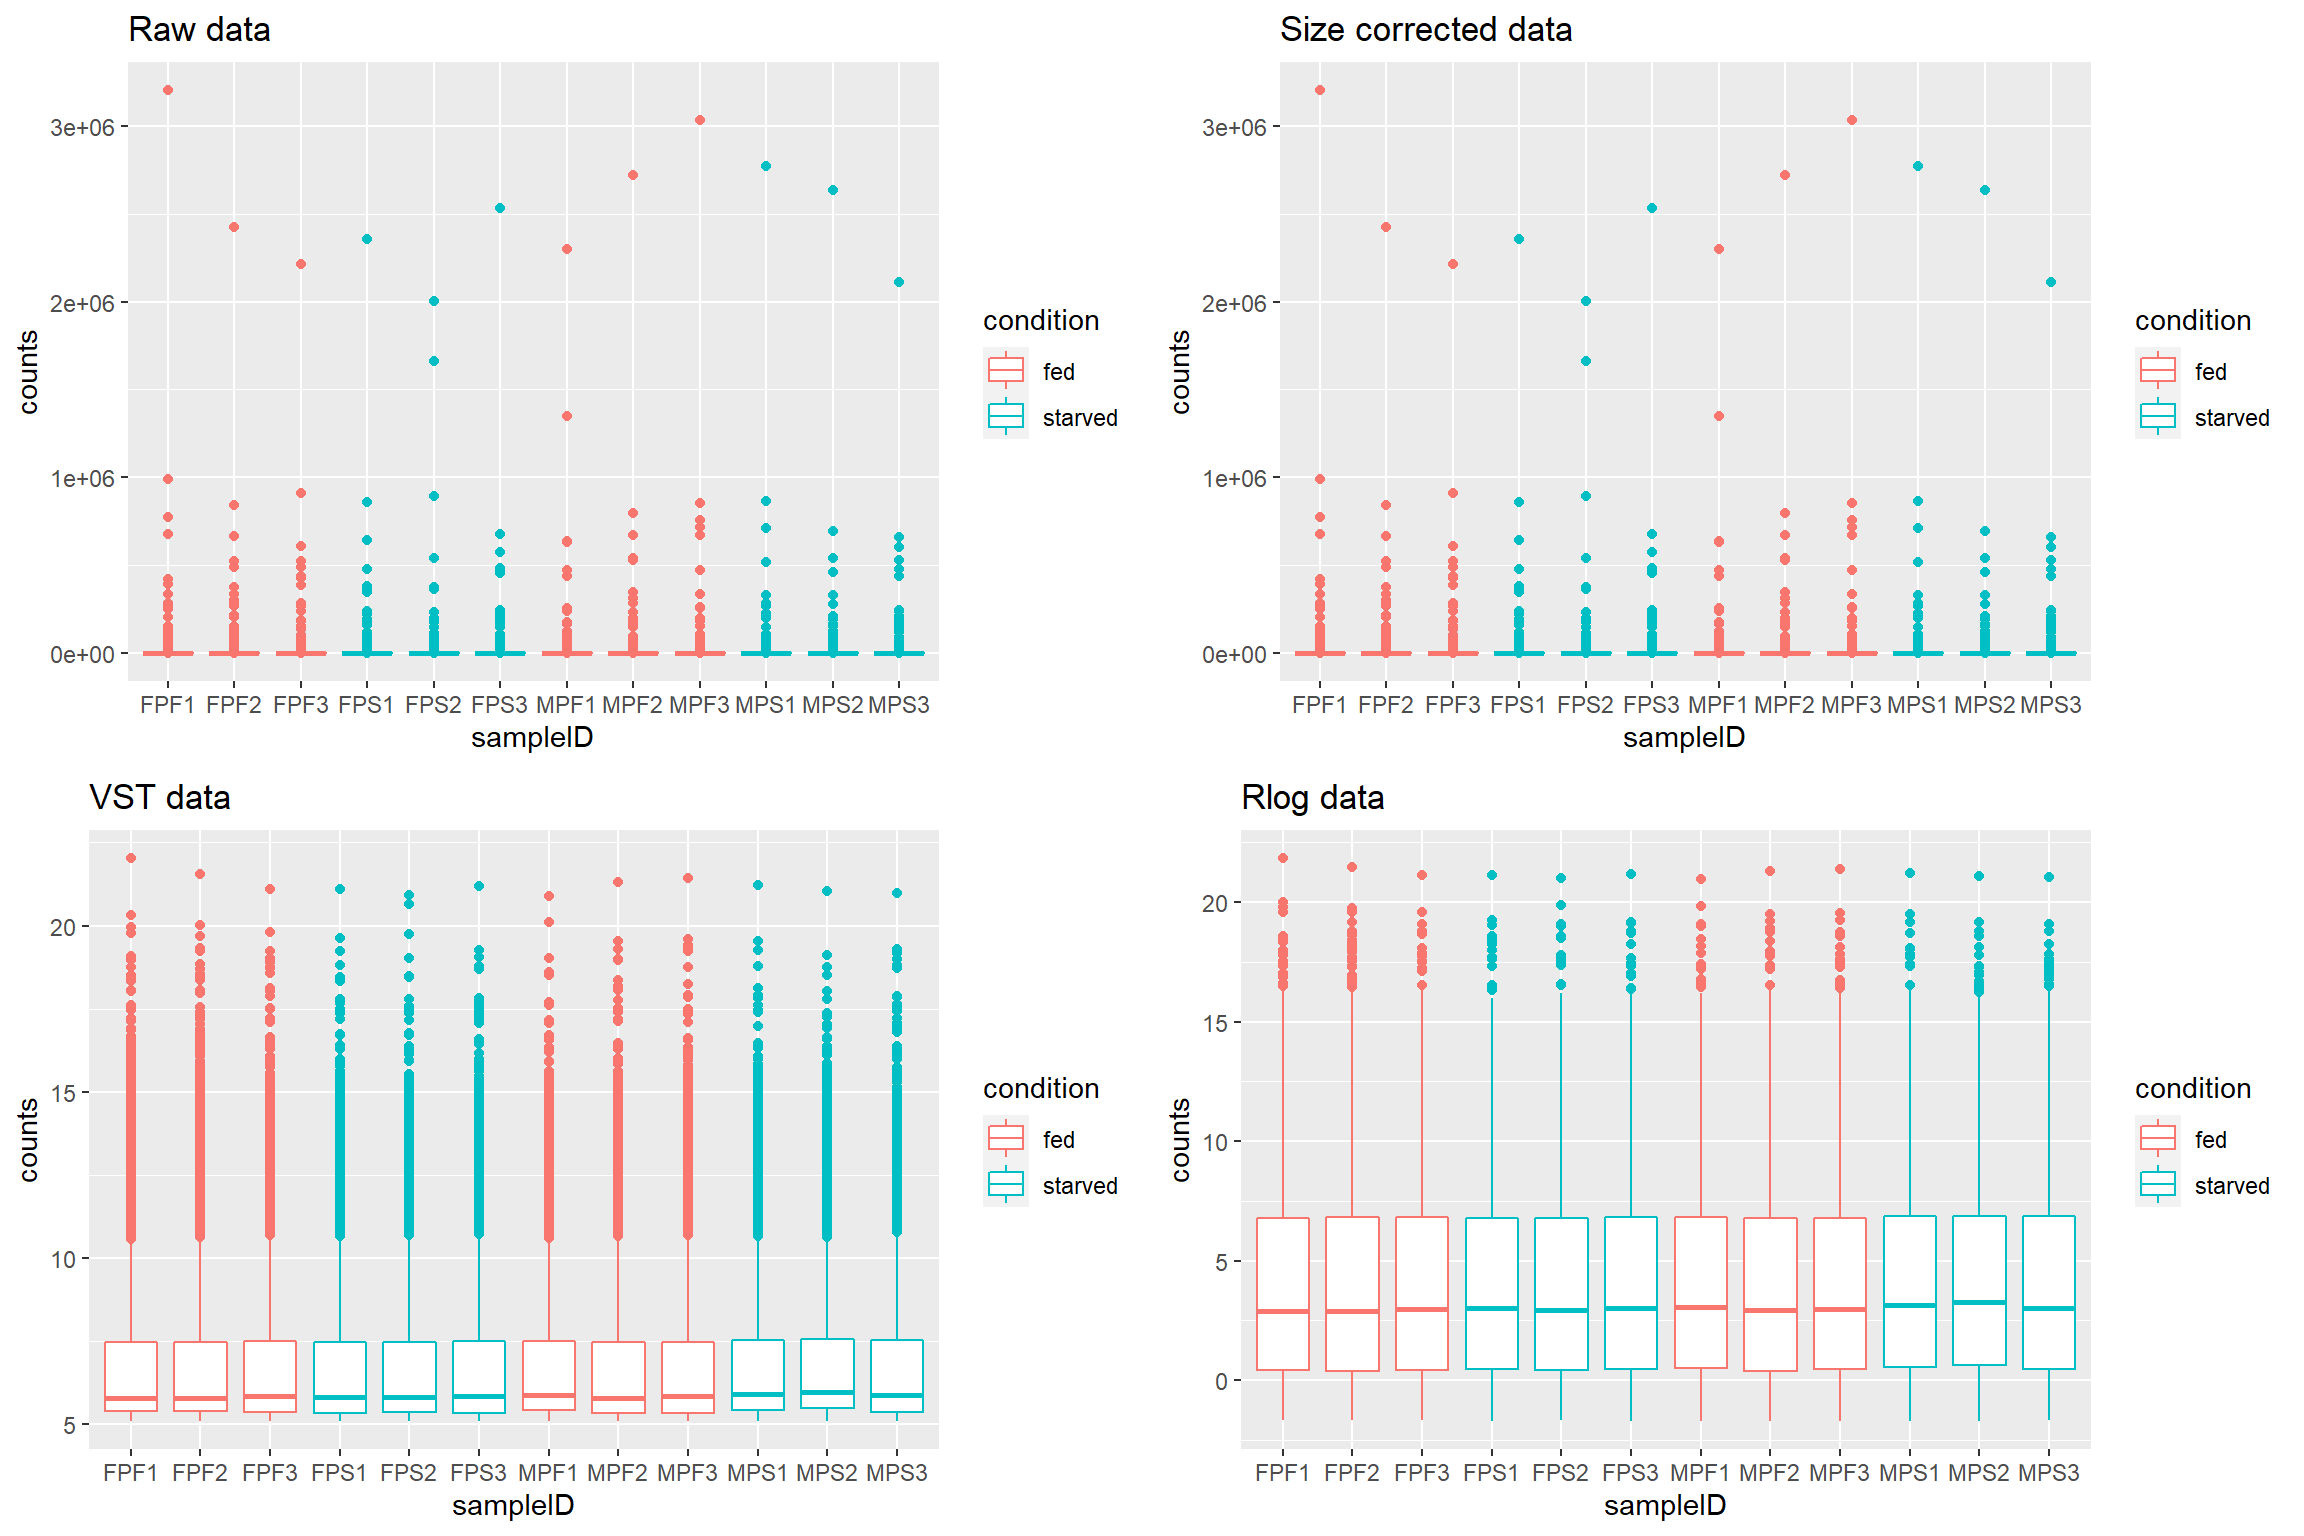 Raw data
3e+06
2e+06
1e+06
0e+00
counts
FPF1 FPF2 FPF3 FPS1 FPS2 FPS3 MPF1 MPF2 MPF3 MPS1 MPS2 MPS3
sampleID
condition
fed
starved
Size corrected data
3e+06
2e+06
1e+06
0e+00
counts
FPF1 FPF2 FPF3 FPS1 FPS2 FPS3 MPF1 MPF2 MPF3 MPS1 MPS2 MPS3
sampleID
condition
fed
starved
VST data
20
15
10
5
counts
FPF1 FPF2 FPF3 FPS1 FPS2 FPS3 MPF1 MPF2 MPF3 MPS1 MPS2 MPS3
sampleID
condition
fed
starved
Rlog data
20
15
10
5
0
counts
FPF1 FPF2 FPF3 FPS1 FPS2 FPS3 MPF1 MPF2 MPF3 MPS1 MPS2 MPS3
sampleID
condition
fed
starved